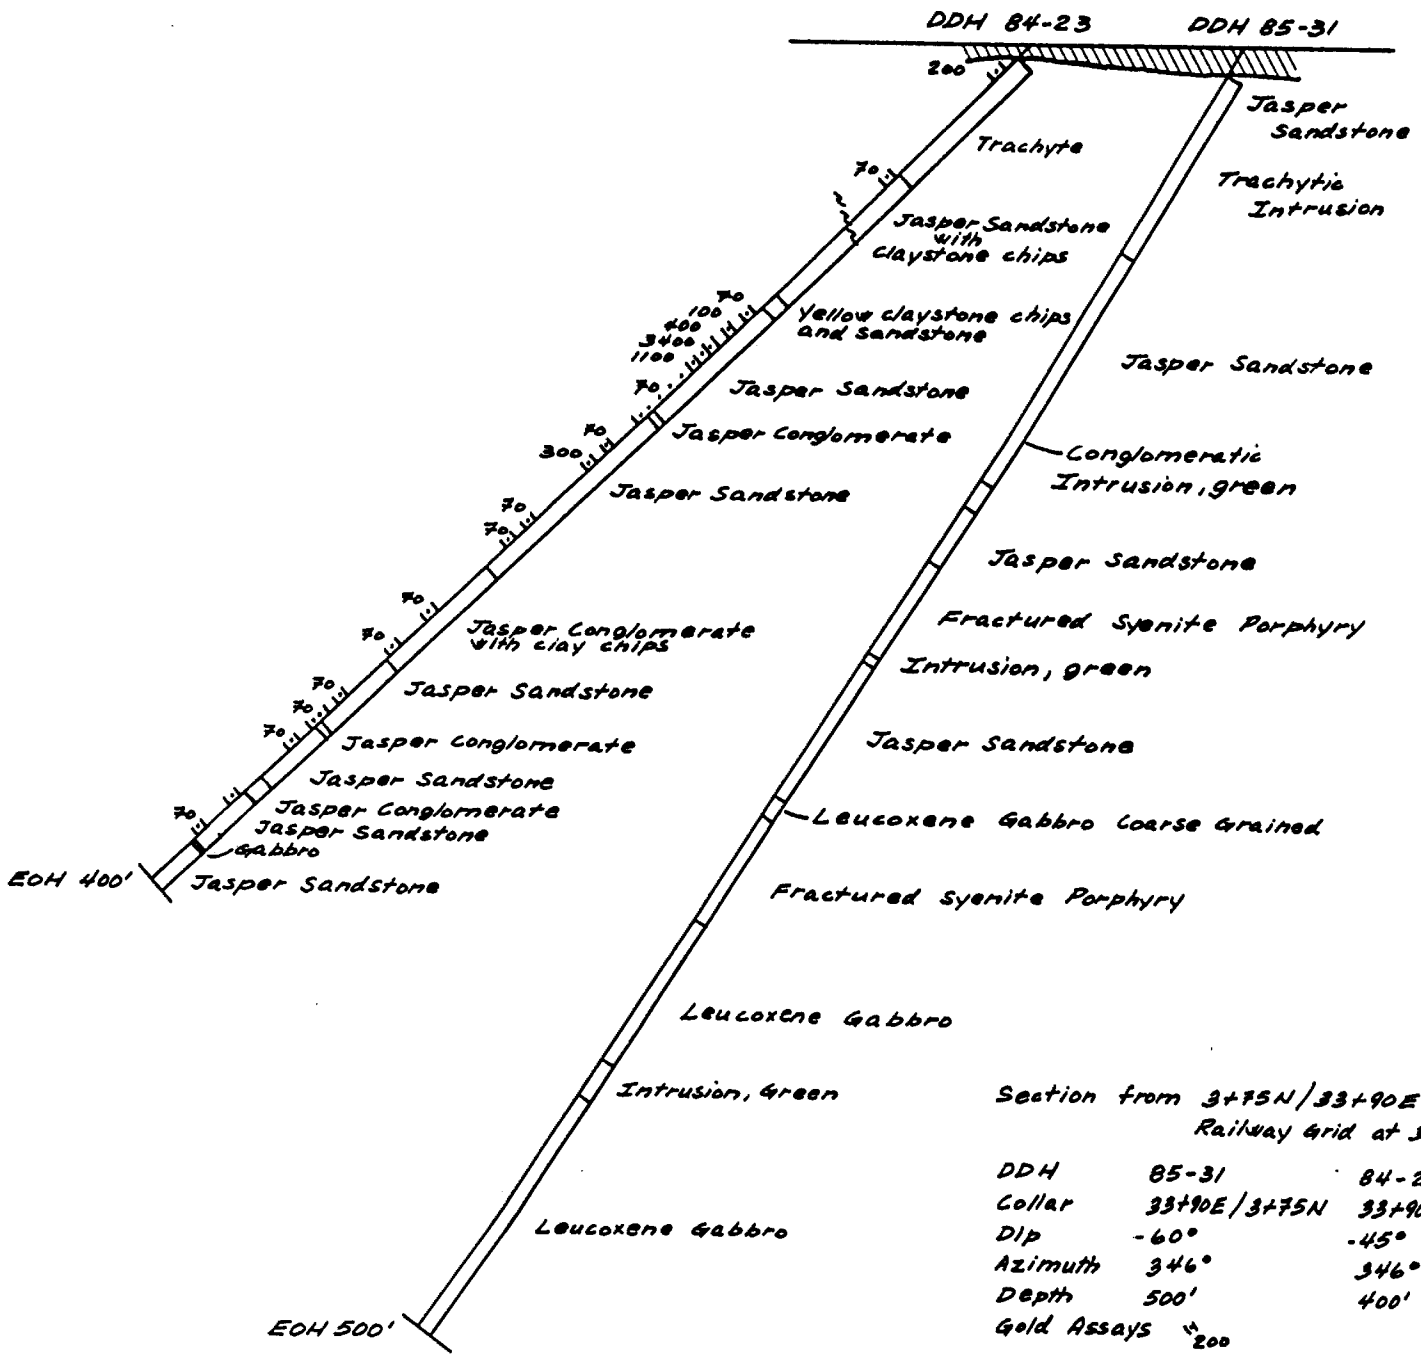 DDH 84-23
DDH 85-31
200
Jasper
Sandstone
Trachyte
70
Trachytic
Intrusion
Jasper Sandstone
with
Claystone chips
70
100
400
3400
1100
Yellow claystone chips
and sandstone
Jasper Sandstone
70
Jasper Sandstone
Jasper Conglomerate
70
300
Conglomeratic
Intrusion, green
Jasper Sandstone
70
70
Jasper Sandstone
70
Jasper Conglomerate
with clay chips
Fractured Syenite Porphyry
70
Intrusion, green
70
Jasper Sandstone
70
70
Jasper Conglomerate
Jasper Sandstone
Jasper Sandstone
Jasper Conglomerate
70
Jasper Sandstone
Gabbro
Leucoxene Gabbro Coarse Grained
EOH 400'
Jasper Sandstone
Fractured Syenite Porphyry
Leucoxene Gabbro
Intrusion, Green
Leucoxene Gabbro
EOH 500'
Section from 3+75N/33+90E
Railway Grid at
DDH 85-31 84-2
Collar 33+90E/3+75N 33+90
Dip -60° -45°
Azimuth 346° 346°
Depth 500' 400'
Gold Assays 200